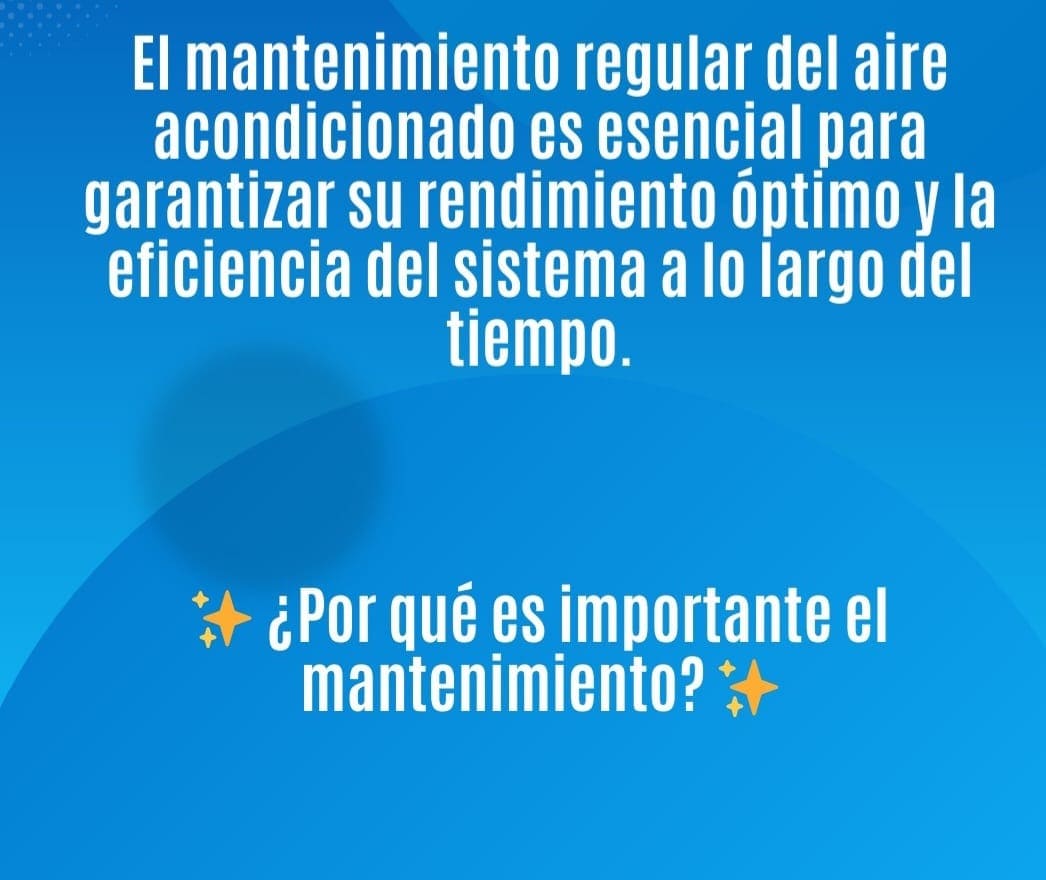 El mantenimiento regular del aire
acondicionado es esencial para
garantizar su rendimiento óptimo y la
eficiencia del sistema a lo largo del
tiempo.
✨ ¿Por qué es importante el
mantenimiento? ✨